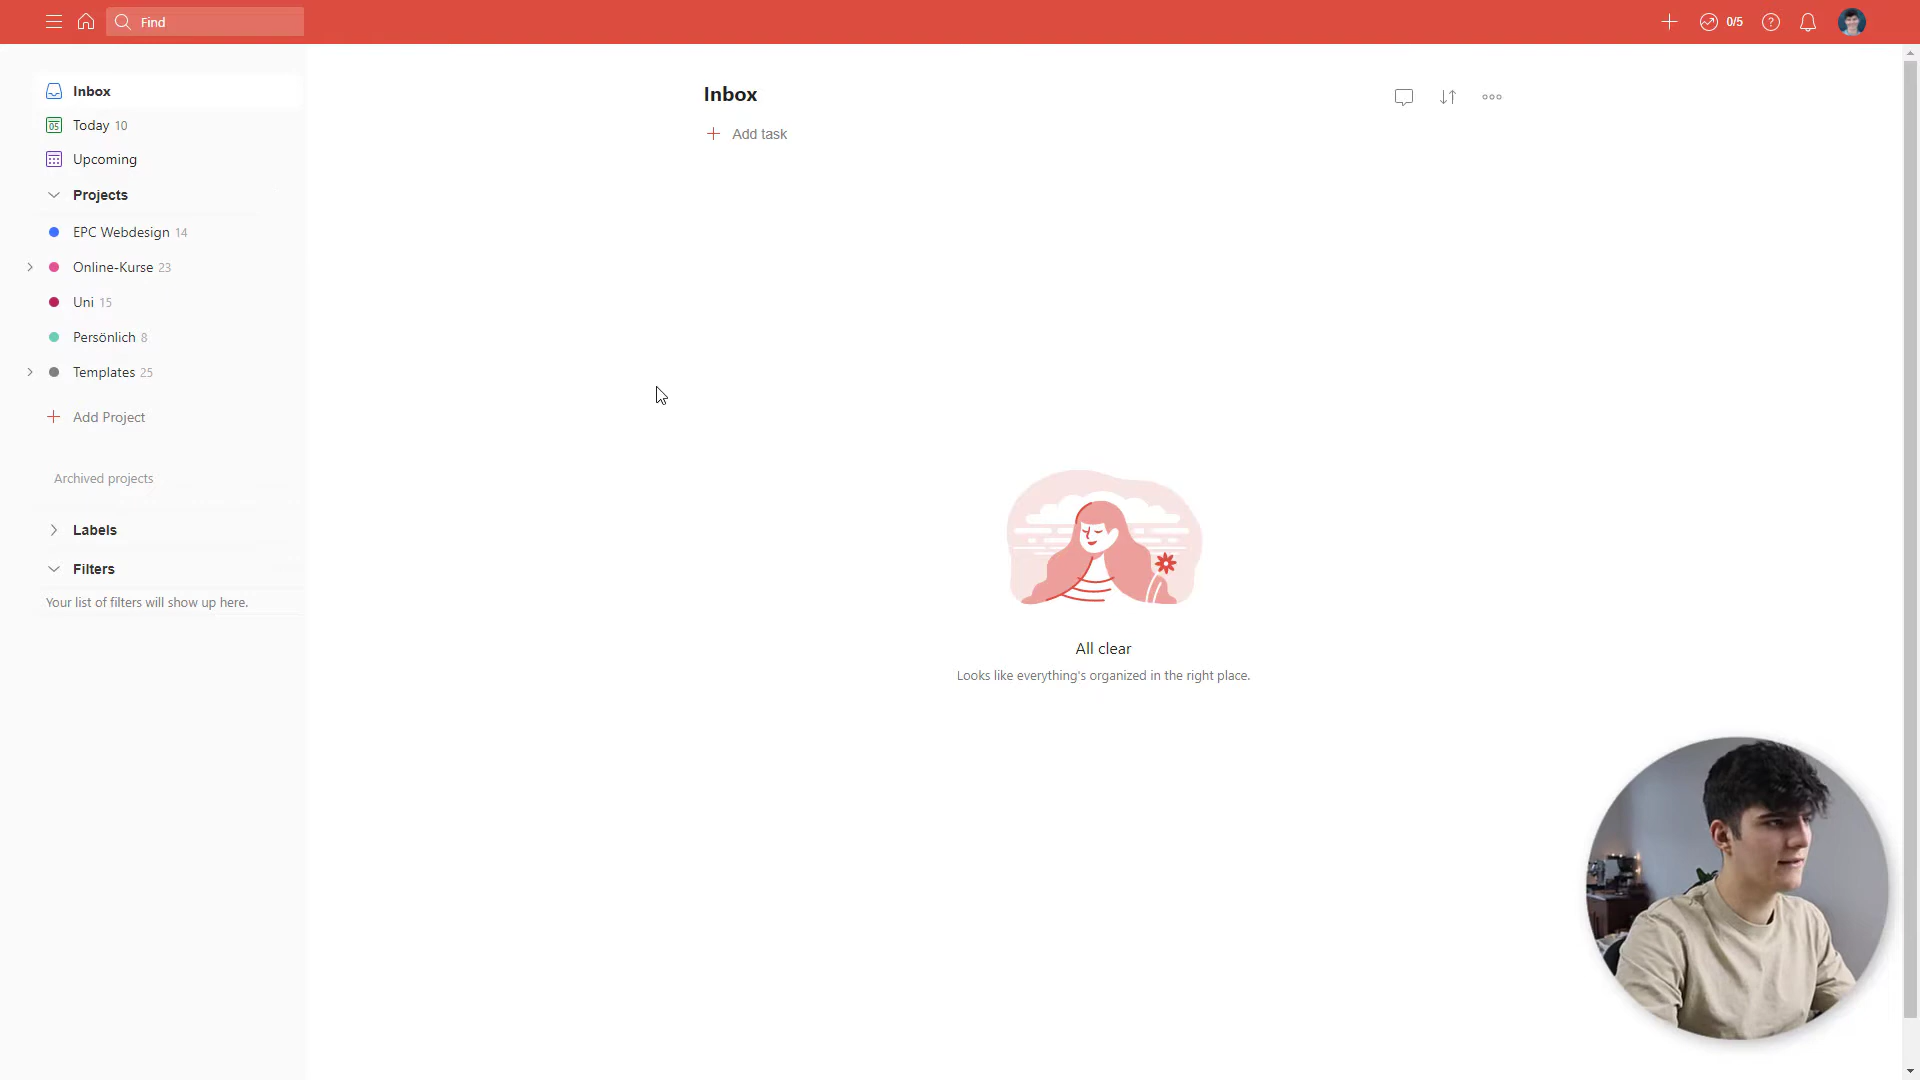 Find
0/5
Inbox
Today 10
Upcoming
Projects
EPC Webdesign 14
Online-Kurse 23
Uni 15
Persönlich 8
Templates 25
Add Project
Archived projects
Labels
Filters
Your list of filters will show up here.
Inbox
Add task
All clear
Looks like everything's organized in the right place.